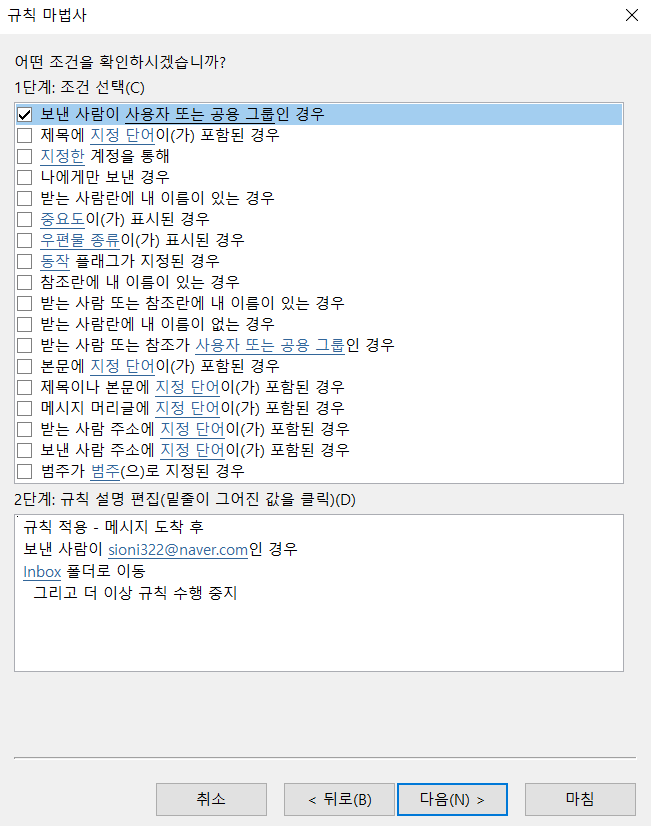 규칙 마법사
어떤 조건을 확인하시겠습니까?
1단계: 조건 선택(C)
보낸 사람이 사용자 또는 공용 그룹인 경우
제목에 지정 단어이(가) 포함된 경우
지정한 계정을 통해
나에게만 보낸 경우
받는 사람란에 내 이름이 있는 경우
중요도이(가) 표시된 경우
우편물 종류이(가) 표시된 경우
동작 플래그가 지정된 경우
참조란에 내 이름이 있는 경우
받는 사람 또는 참조란에 내 이름이 있는 경우
받는 사람란에 내 이름이 없는 경우
받는 사람 또는 참조가 사용자 또는 공용 그룹인 경우
본문에 지정 단어이(가) 포함된 경우
제목이나 본문에 지정 단어이(가) 포함된 경우
메시지 머리글에 지정 단어이(가) 포함된 경우
받는 사람 주소에 지정 단어이(가) 포함된 경우
보낸 사람 주소에 지정 단어이(가) 포함된 경우
범주가 범주(으)로 지정된 경우
2단계: 규칙 설명 편집(밑줄이 그어진 값을 클릭)(D)
규칙 적용 - 메시지 도착 후
보낸 사람이 sioni322@naver.com인 경우
Inbox 폴더로 이동
그리고 더 이상 규칙 수행 중지
취소 < 뒤로(B) 다음(N) > 마침